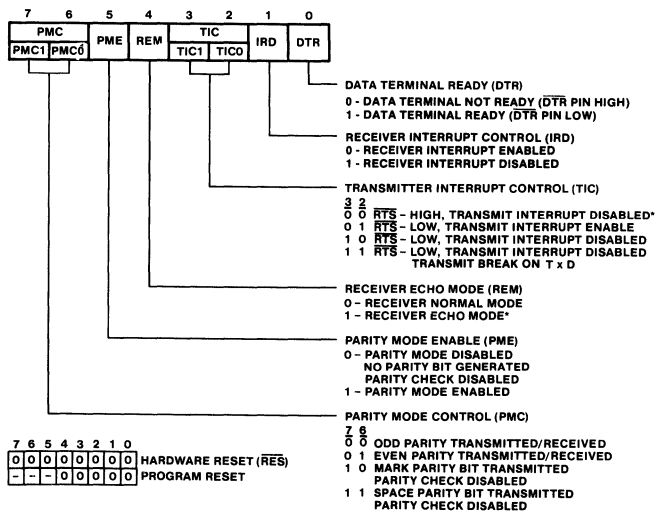 7 6 5 4 3 2 1 0
PMC PME REM TIC IRD DTR
PMC1 PMC0 TIC1 TIC0
DATA TERMINAL READY (DTR)
0 - DATA TERMINAL NOT READY (D̅T̅R̅ PIN HIGH)
1 - DATA TERMINAL READY (D̅T̅R̅ PIN LOW)
RECEIVER INTERRUPT CONTROL (IRD)
0 - RECEIVER INTERRUPT ENABLED
1 - RECEIVER INTERRUPT DISABLED
TRANSMITTER INTERRUPT CONTROL (TIC)
3 2
0 0 R̅T̅S̅ – HIGH, TRANSMIT INTERRUPT DISABLED*
0 1 R̅T̅S̅ – LOW, TRANSMIT INTERRUPT ENABLE
1 0 R̅T̅S̅ – LOW, TRANSMIT INTERRUPT DISABLED
1 1 R̅T̅S̅ – LOW, TRANSMIT INTERRUPT DISABLED
TRANSMIT BREAK ON T x D
RECEIVER ECHO MODE (REM)
0 – RECEIVER NORMAL MODE
1 – RECEIVER ECHO MODE*
PARITY MODE ENABLE (PME)
0 – PARITY MODE DISABLED
NO PARITY BIT GENERATED
PARITY CHECK DISABLED
1 – PARITY MODE ENABLED
PARITY MODE CONTROL (PMC)
7 6
0 0 ODD PARITY TRANSMITTED/RECEIVED
0 1 EVEN PARITY TRANSMITTED/RECEIVED
1 0 MARK PARITY BIT TRANSMITTED
PARITY CHECK DISABLED
1 1 SPACE PARITY BIT TRANSMITTED
PARITY CHECK DISABLED
7 6 5 4 3 2 1 0
0 0 0 0 0 0 0 0 HARDWARE RESET (R̅E̅S̅)
- - - 0 0 0 0 0 PROGRAM RESET